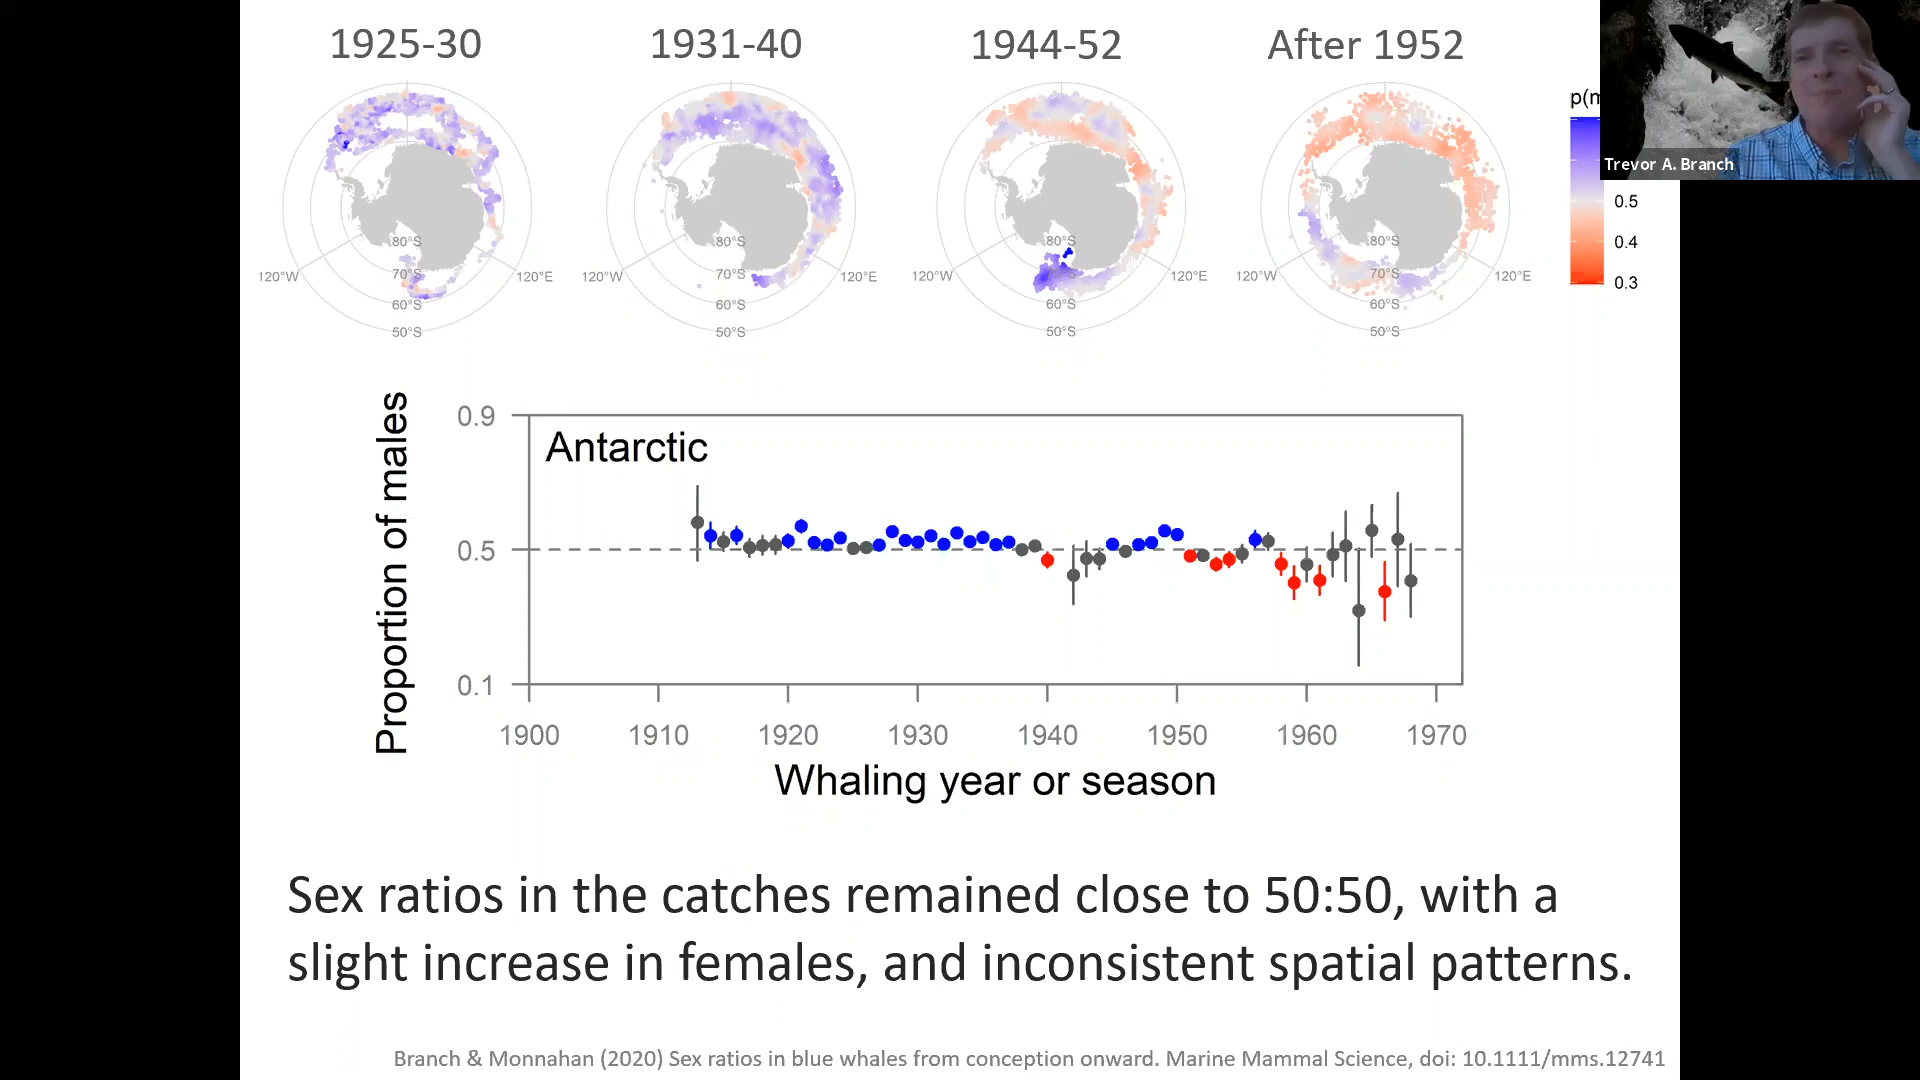 1925-30
1931-40
1944-52
After 1952
80°S
70°S
60°S
50°S
120°W
120°E
80°S
70°S
60°S
50°S
120°W
120°E
80°S
60°S
50°S
120°W
120°E
80°S
70°S
60°S
50°S
120°W
120°E
p(m
0.5
0.4
0.3
Trevor A. Branch
Proportion of males
0.9
0.5
0.1
Antarctic
1900 1910 1920 1930 1940 1950 1960 1970
Whaling year or season
Sex ratios in the catches remained close to 50:50, with a
slight increase in females, and inconsistent spatial patterns.
Branch & Monnahan (2020) Sex ratios in blue whales from conception onward. Marine Mammal Science, doi: 10.1111/mms.12741